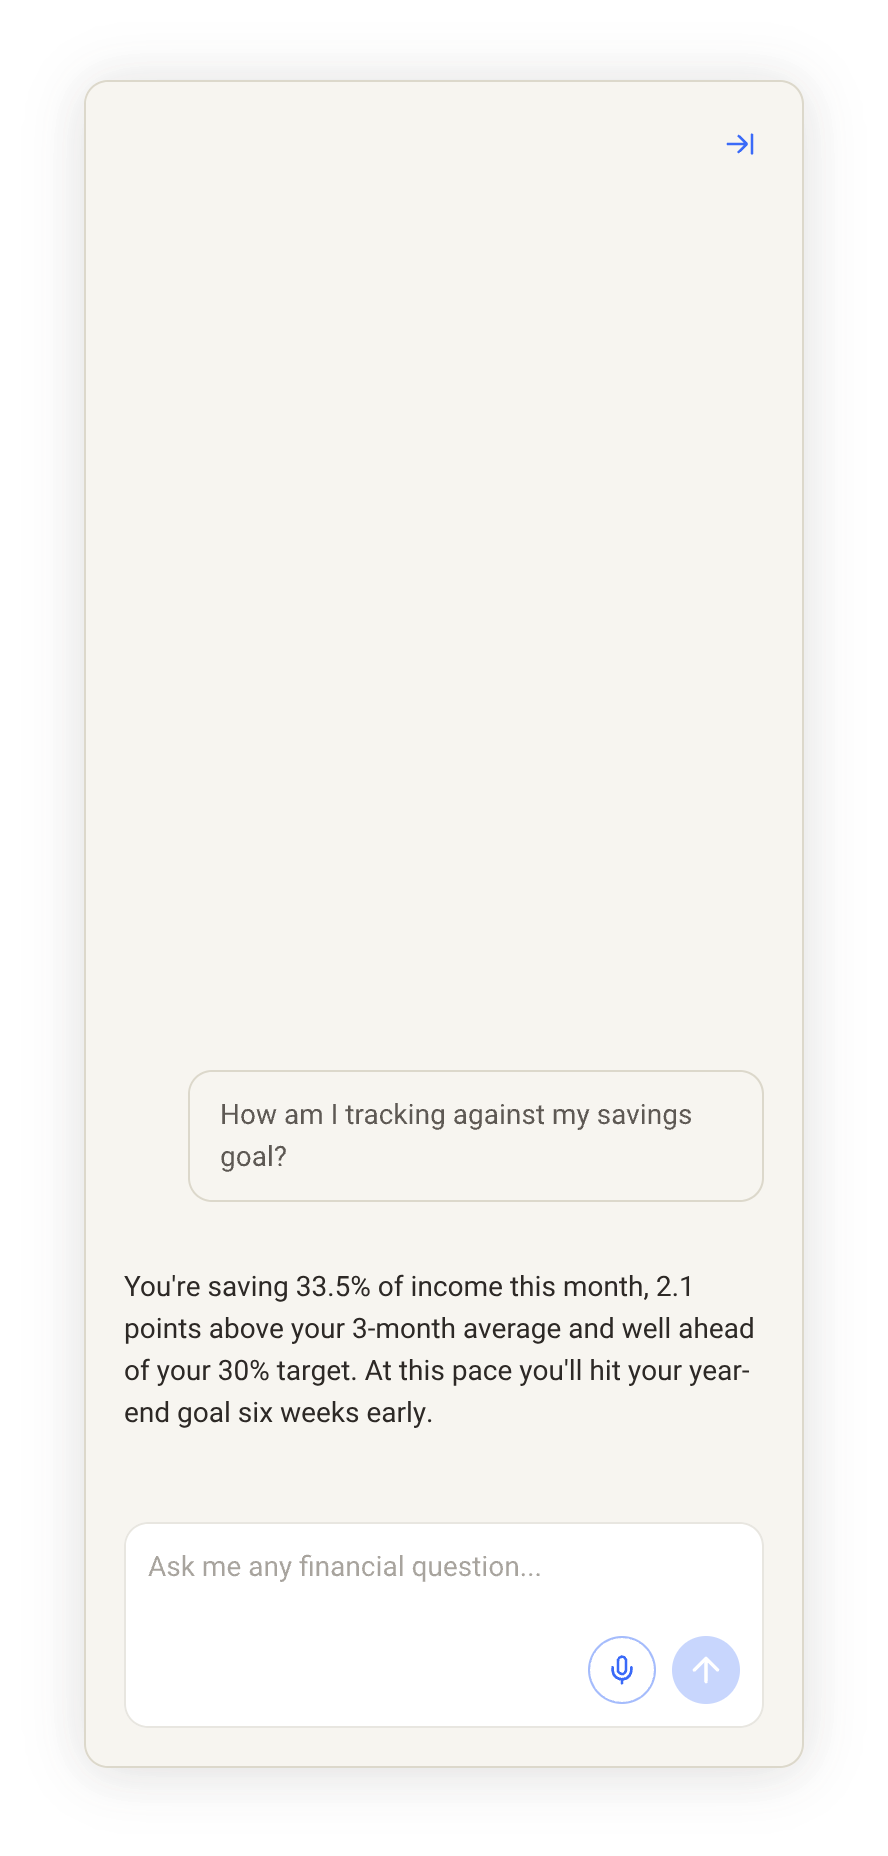 How am I tracking against my savings
goal?
You're saving 33.5% of income this month, 2.1
points above your 3-month average and well ahead
of your 30% target. At this pace you'll hit your year-
end goal six weeks early.
Ask me any financial question...